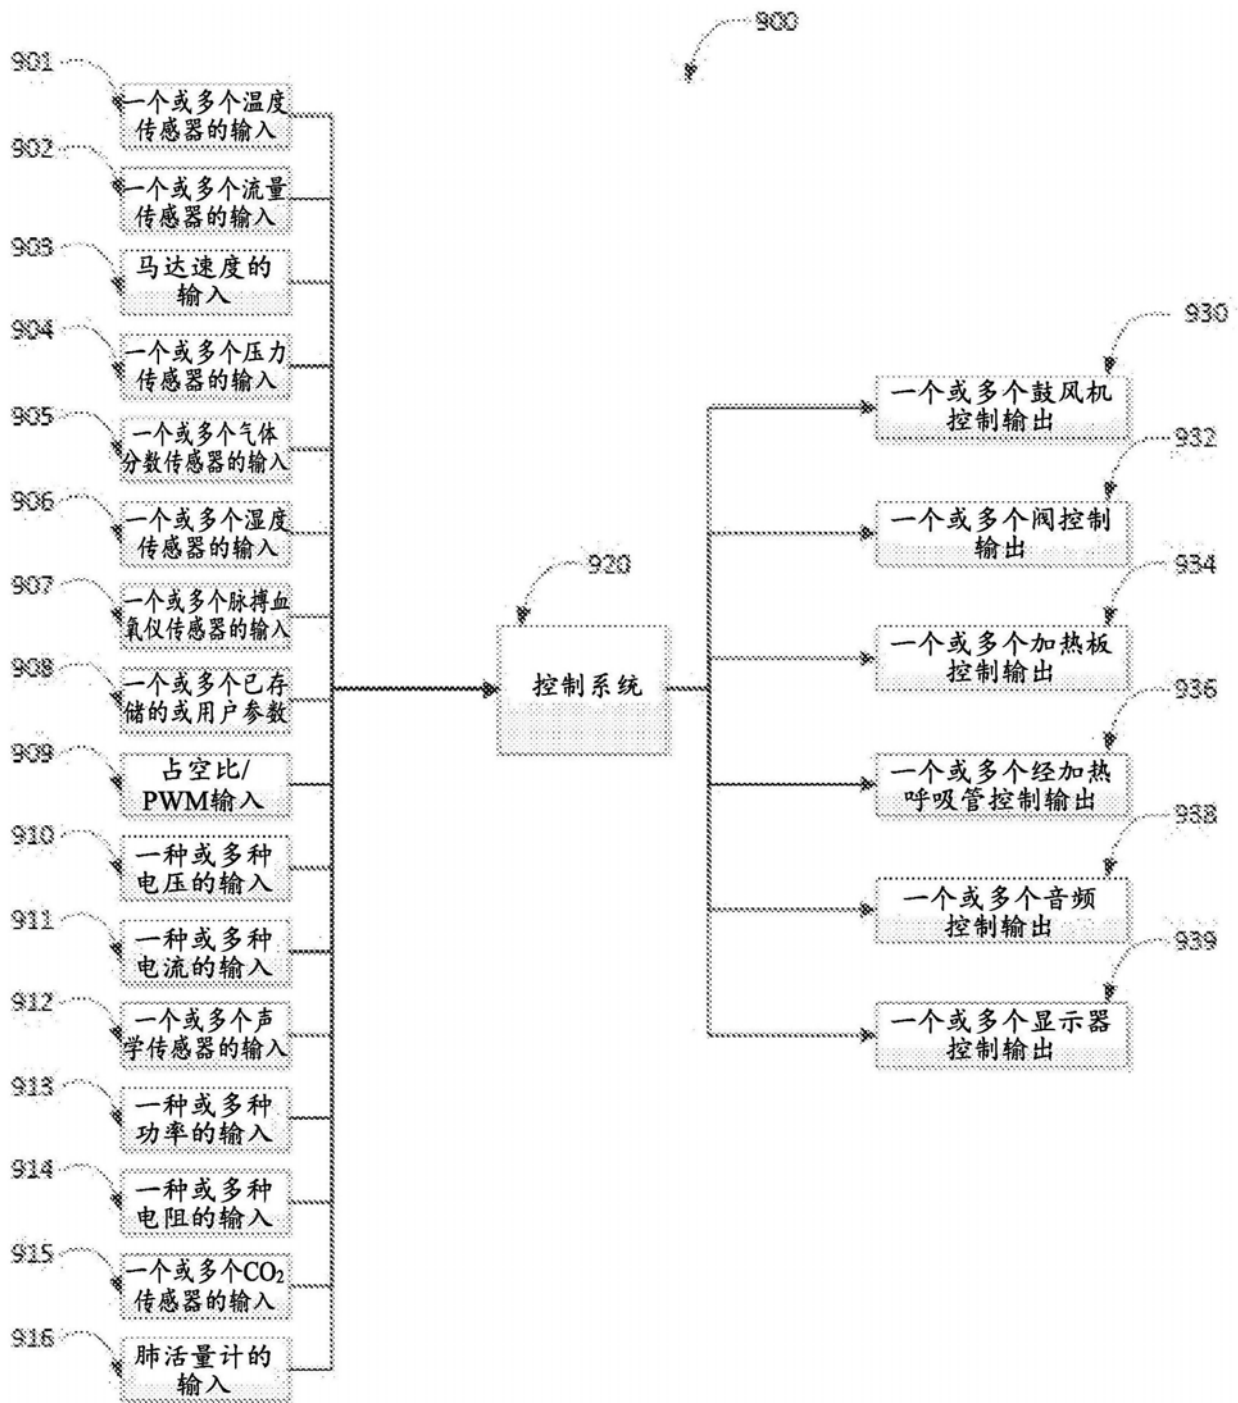 900
901
一个或多个温度
传感器的输入
902
一个或多个流量
传感器的输入
903
马达速度的
输入
904
一个或多个压力
传感器的输入
905
一个或多个气体
分数传感器的输入
906
一个或多个湿度
传感器的输入
907
一个或多个脉搏血
氧仪传感器的输入
908
一个或多个已存
储的或用户参数
909
占空比/
PWM输入
910
一种或多种
电压的输入
911
一种或多种
电流的输入
912
一个或多个声
学传感器的输入
913
一种或多种
功率的输入
914
一种或多种
电阻的输入
915
一个或多个CO₂
传感器的输入
916
肺活量计的
输入
920
控制系统
930
一个或多个鼓风机
控制输出
932
一个或多个阀控制
输出
934
一个或多个加热板
控制输出
936
一个或多个经加热
呼吸管控制输出
938
一个或多个音频
控制输出
939
一个或多个显示器
控制输出